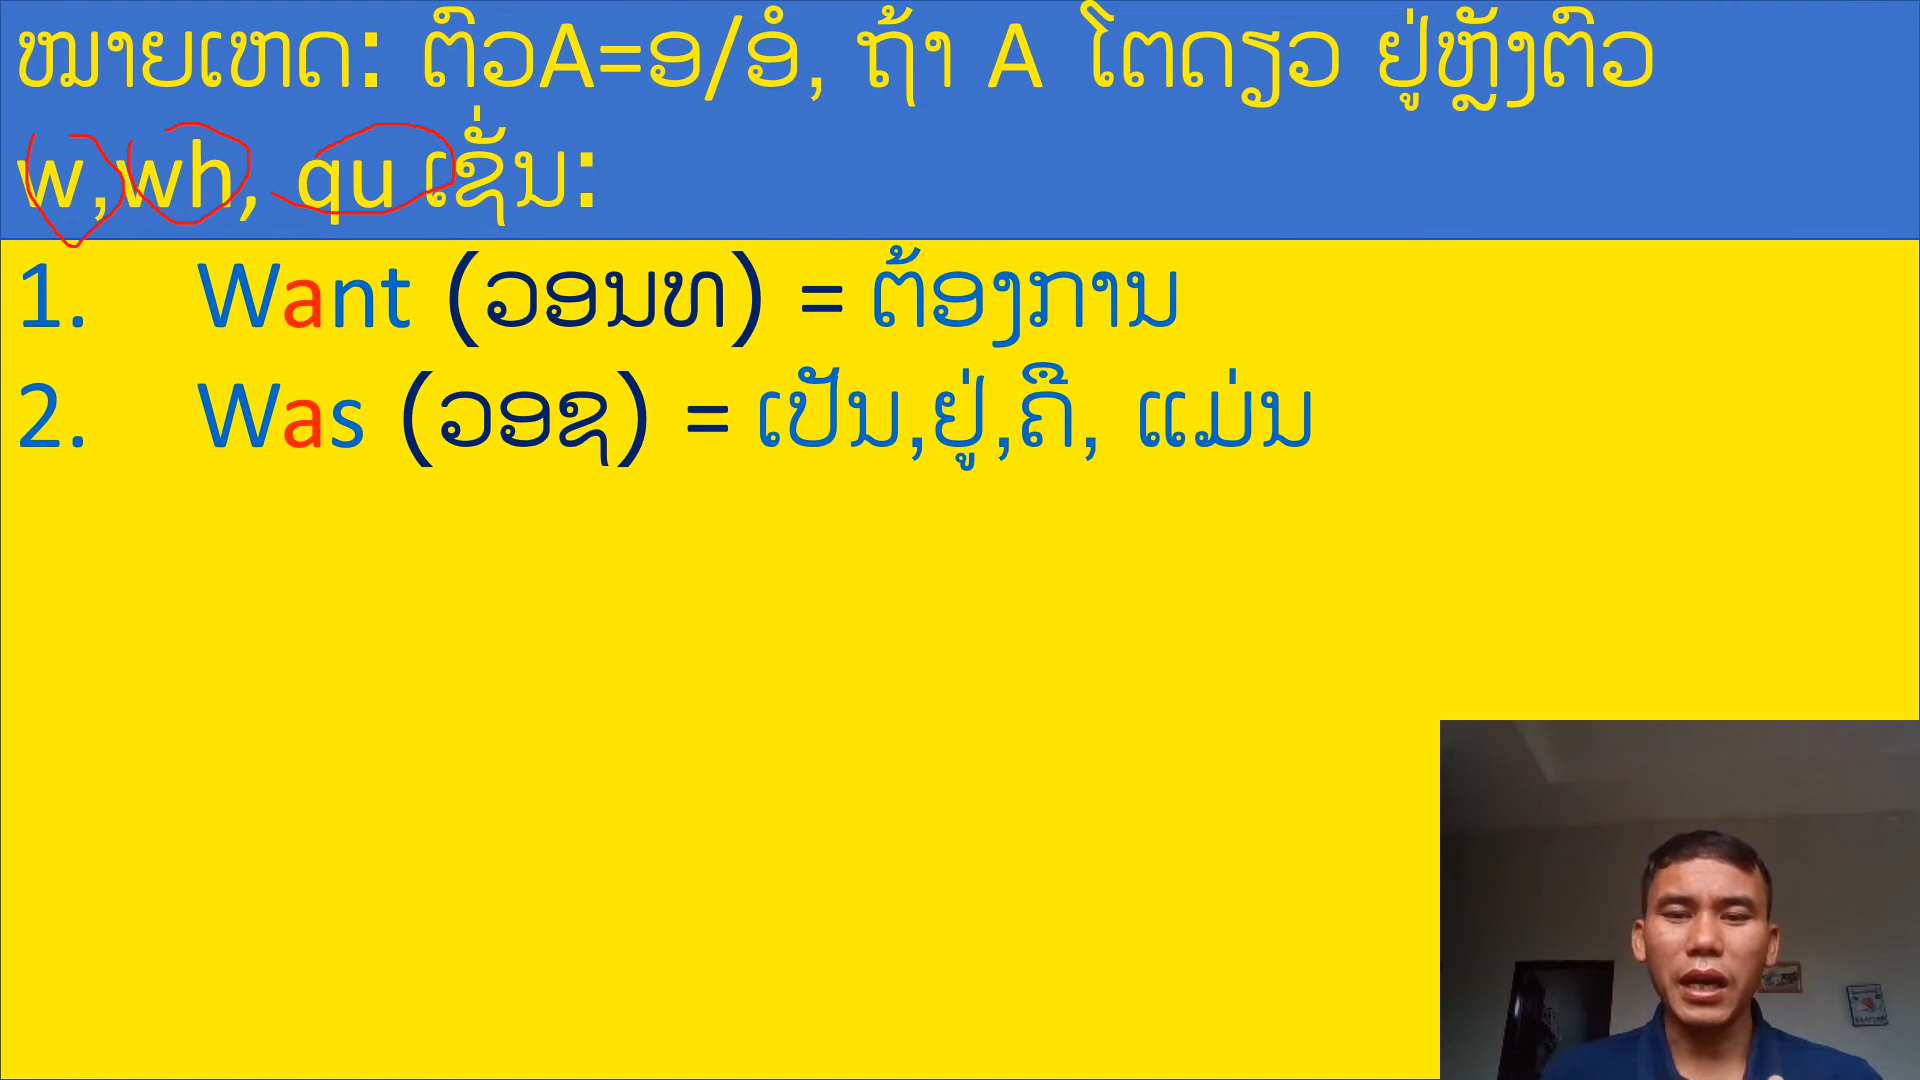 ໝາຍເຫດ: ຕົວA=ອ/ອໍ, ຖ້າ A ໂຕດຽວ ຢູ່ຫຼັງຕົວ
w,wh, qu ເຊັ່ນ:
1. Want (ວອນທ) = ຕ້ອງການ
2. Was (ວອຊ) = ເປັນ,ຢູ່,ຄື, ແມ່ນ